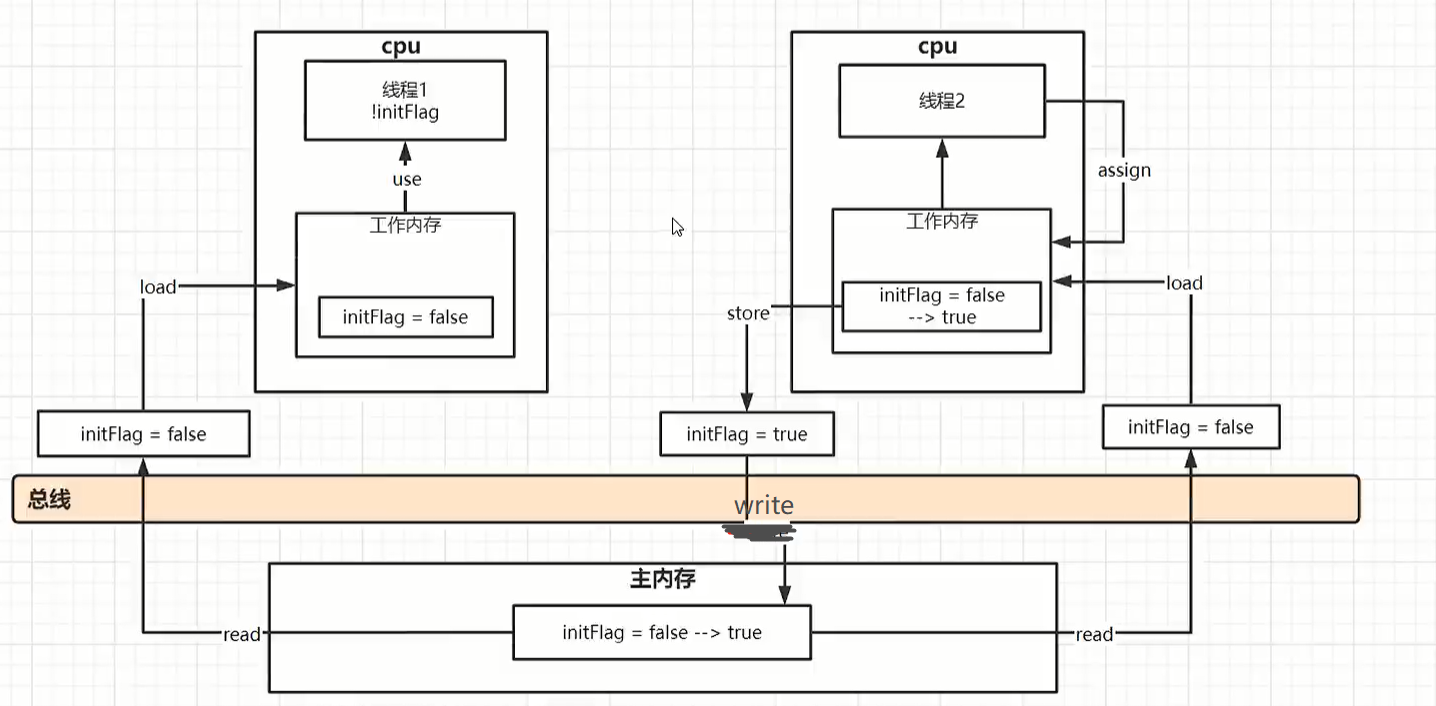 cpu
线程1
!initFlag
use
工作内存
initFlag = false
load
initFlag = false
cpu
线程2
assign
工作内存
initFlag = false
--> true
load
store
initFlag = true
initFlag = false
总线
write
主内存
initFlag = false --> true
read
read